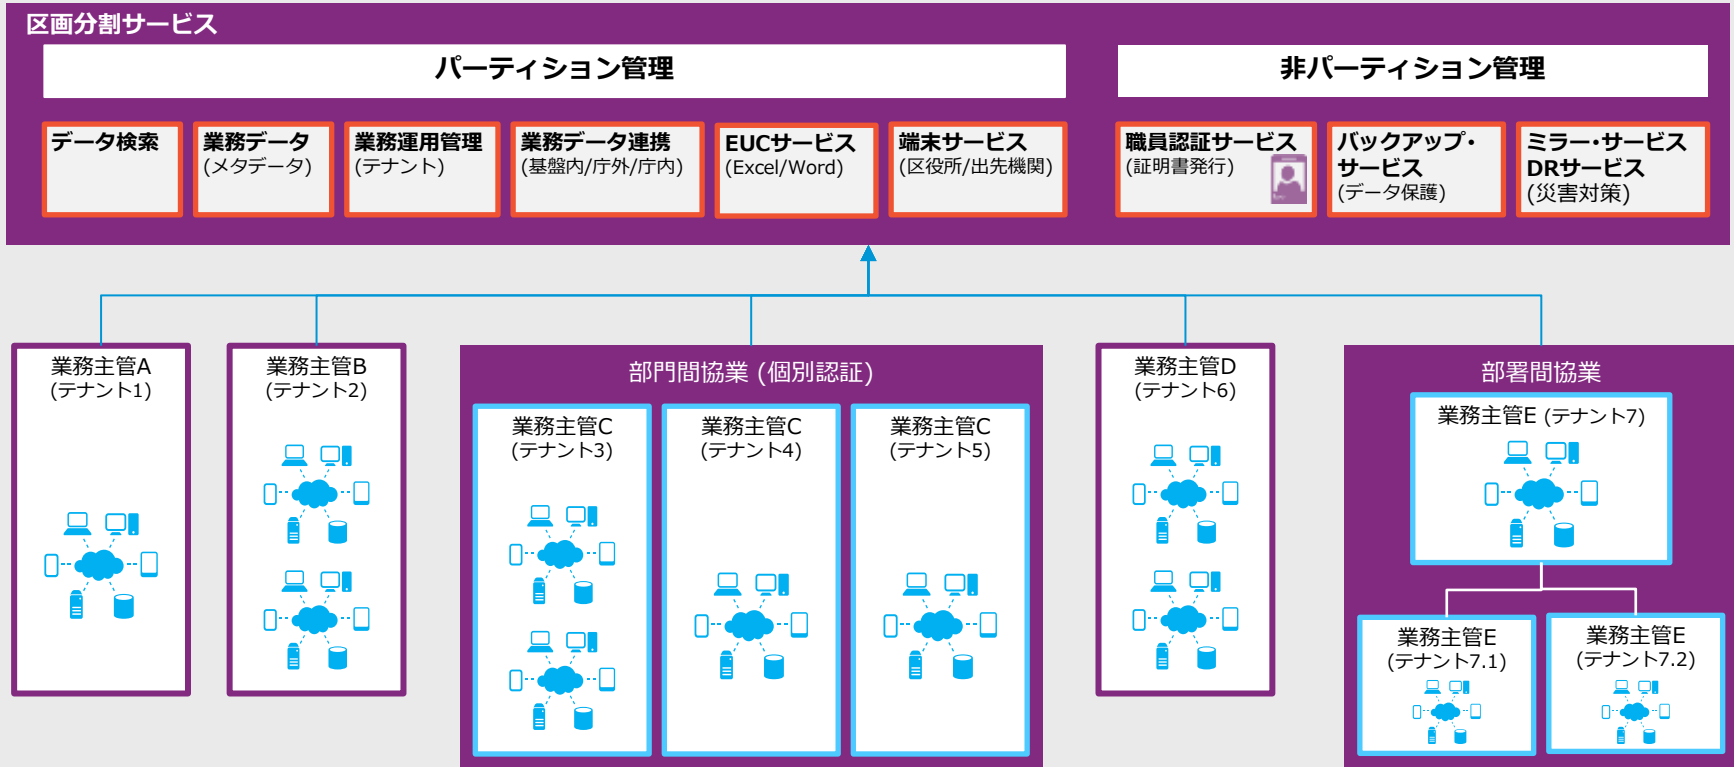 区画分割サービス
パーティション管理
非パーティション管理
データ検索
業務データ
(メタデータ)
業務運用管理
(テナント)
業務データ連携
(基盤内/庁外/庁内)
EUCサービス
(Excel/Word)
端末サービス
(区役所/出先機関)
職員認証サービス
(証明書発行)
バックアップ・
サービス
(データ保護)
ミラー・サービス
DRサービス
(災害対策)
業務主管A
(テナント1)
業務主管B
(テナント2)
部門間協業 (個別認証)
業務主管C
(テナント3)
業務主管C
(テナント4)
業務主管C
(テナント5)
業務主管D
(テナント6)
部署間協業
業務主管E (テナント7)
業務主管E
(テナント7.1)
業務主管E
(テナント7.2)